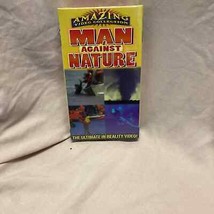 AMAZING
VIDEO COLLECTION
MAN
AGAINST
NATURE
THE ULTIMATE IN REALITY VIDEO!